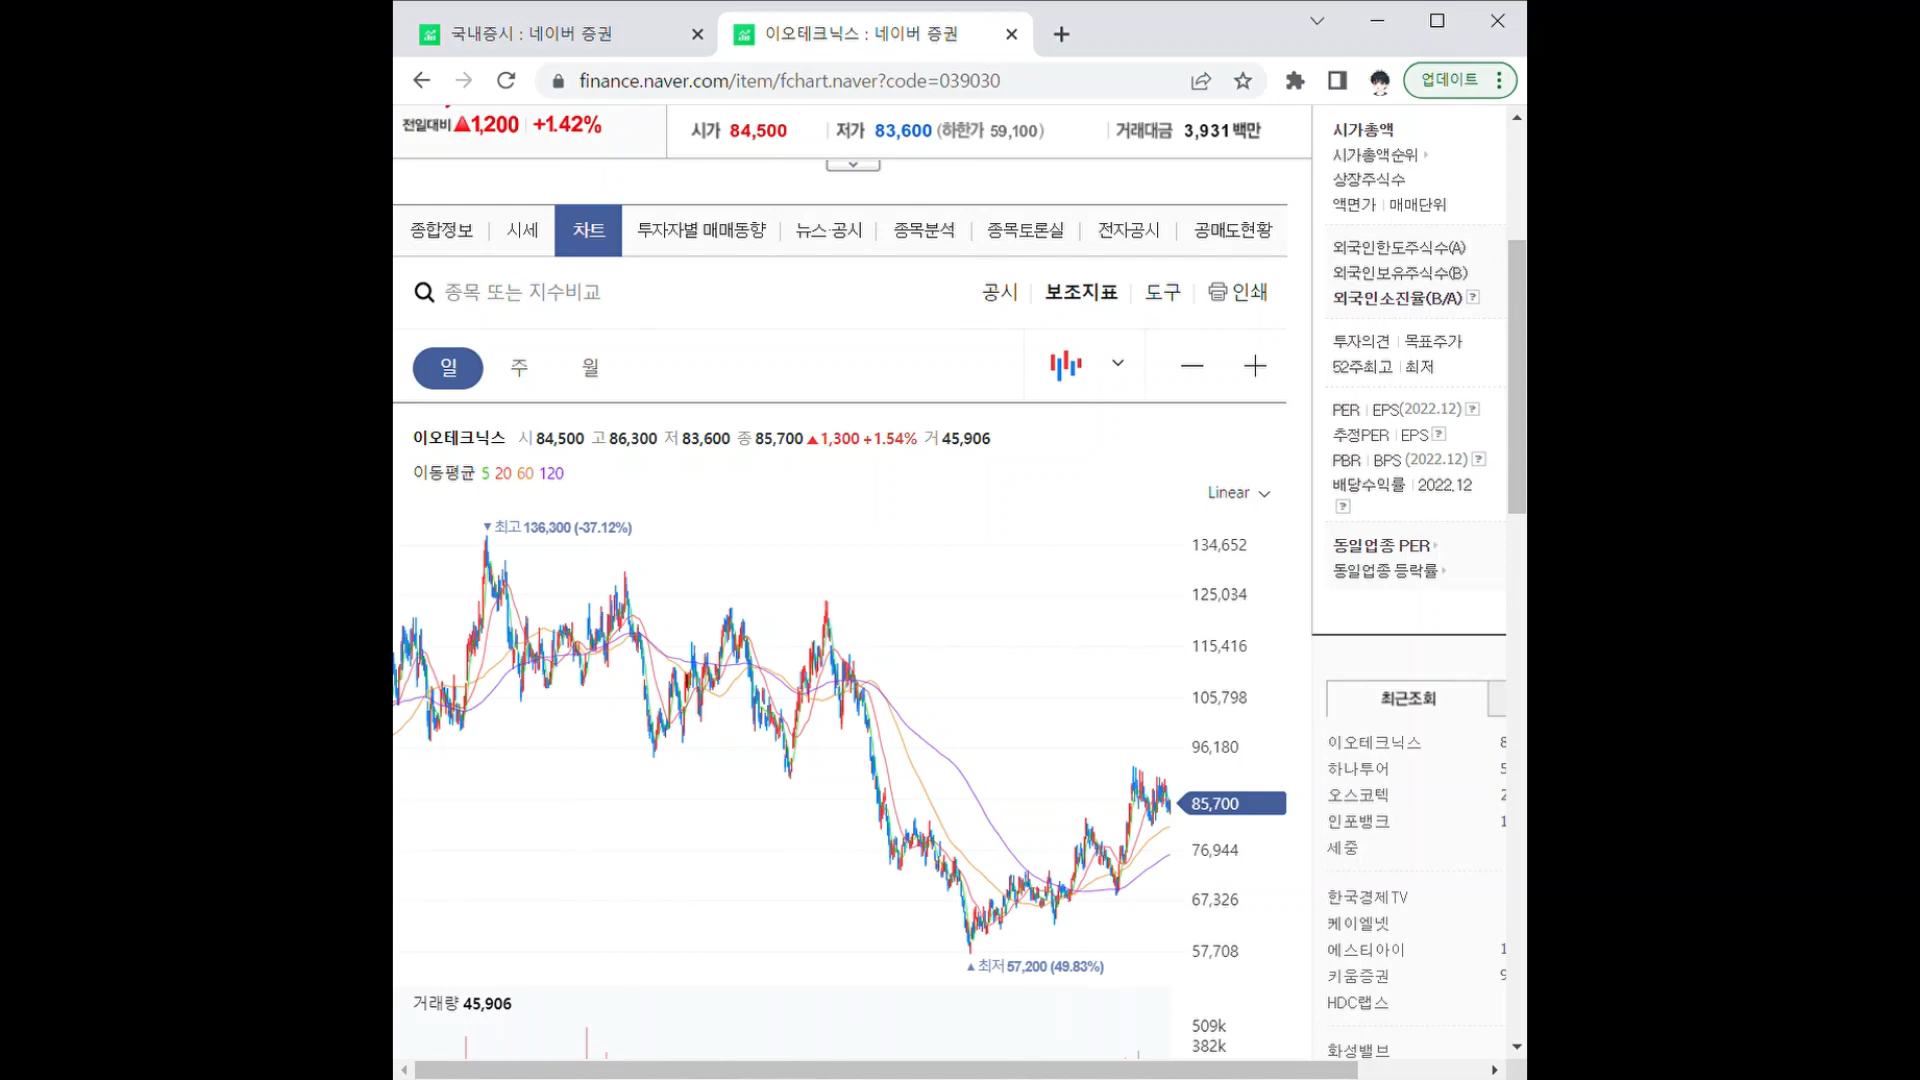 국내증시 : 네이버 증권
이오테크닉스 : 네이버 증권
finance.naver.com/item/fchart.naver?code=039030
업데이트
전일대비 ▲1,200 +1.42%
시가 84,500
저가 83,600 (하한가 59,100)
거래대금 3,931백만
종합정보 시세 차트 투자자별 매매동향 뉴스·공시 종목분석 종목토론실 전자공시 공매도현황
종목 또는 지수비교
공시 보조지표 도구 인쇄
일 주 월
이오테크닉스 시 84,500 고 86,300 저 83,600 종 85,700 ▲1,300 +1.54% 거 45,906
이동평균 5 20 60 120
Linear
▼최고 136,300 (-37.12%)
134,652
125,034
115,416
105,798
96,180
85,700
76,944
67,326
57,708
▲최저 57,200 (49.83%)
거래량 45,906
509k
382k
시가총액
시가총액순위
상장주식수
액면가 매매단위
외국인한도주식수(A)
외국인보유주식수(B)
외국인소진율(B/A) ?
투자의견 목표주가
52주최고 최저
PER EPS(2022.12) ?
추정PER EPS ?
PBR BPS (2022.12) ?
배당수익률 2022.12
?
동일업종 PER
동일업종 등락률
최근조회
이오테크닉스 8
하나투어 5
오스코텍 2
인포뱅크 1
세중
한국경제TV
케이엘넷
에스티아이 1
키움증권 9
HDC랩스
화성밸브